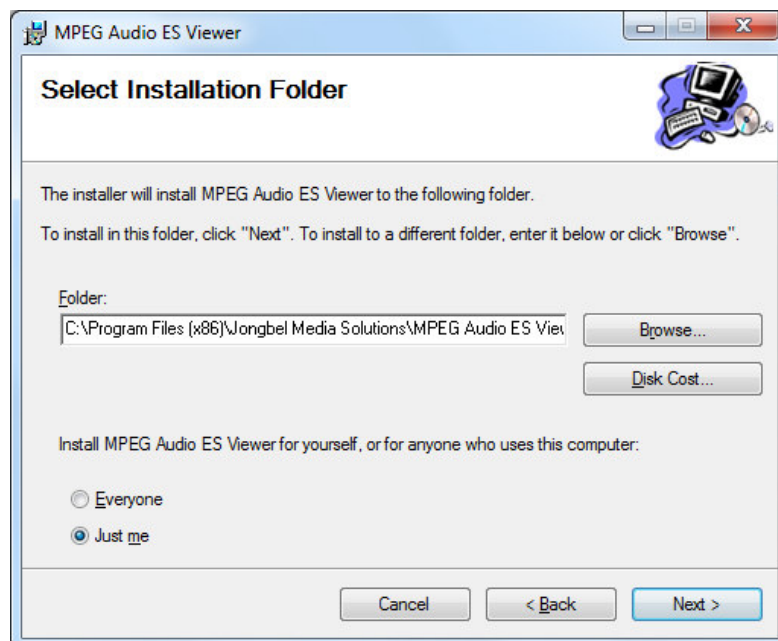 MPEG Audio ES Viewer
Select Installation Folder
The installer will install MPEG Audio ES Viewer to the following folder.
To install in this folder, click "Next". To install to a different folder, enter it below or click "Browse".
Folder:
C:\Program Files (x86)\Jongbel Media Solutions\MPEG Audio ES View
Browse...
Disk Cost...
Install MPEG Audio ES Viewer for yourself, or for anyone who uses this computer:
Everyone
Just me
Cancel
< Back
Next >